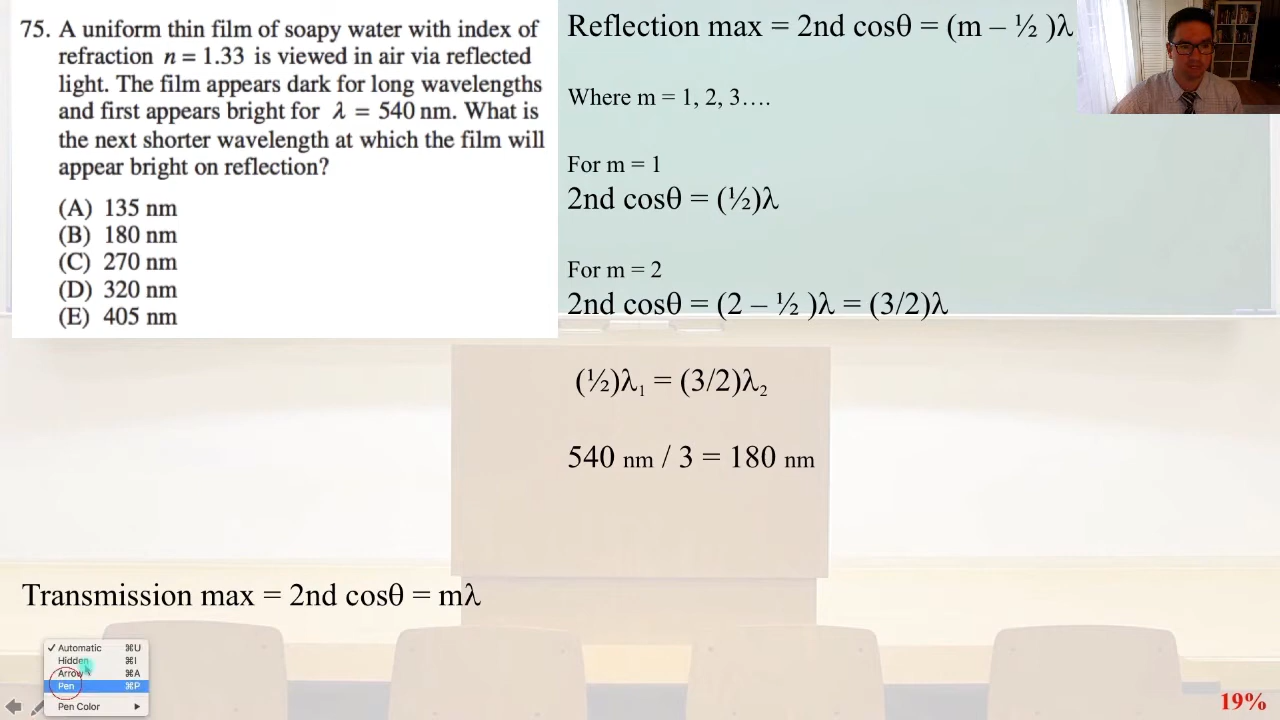 75. A uniform thin film of soapy water with index of
refraction n = 1.33 is viewed in air via reflected
light. The film appears dark for long wavelengths
and first appears bright for λ = 540 nm. What is
the next shorter wavelength at which the film will
appear bright on reflection?
(A) 135 nm
(B) 180 nm
(C) 270 nm
(D) 320 nm
(E) 405 nm
Reflection max = 2nd cosθ = (m – ½ )λ
Where m = 1, 2, 3….
For m = 1
2nd cosθ = (½)λ
For m = 2
2nd cosθ = (2 – ½ )λ = (3/2)λ
(½)λ₁ = (3/2)λ₂
540 nm / 3 = 180 nm
Transmission max = 2nd cosθ = mλ
✓ Automatic ⌘U
Hidden ⌘I
Arrow ⌘A
Pen ⌘P
Pen Color ▶
19%